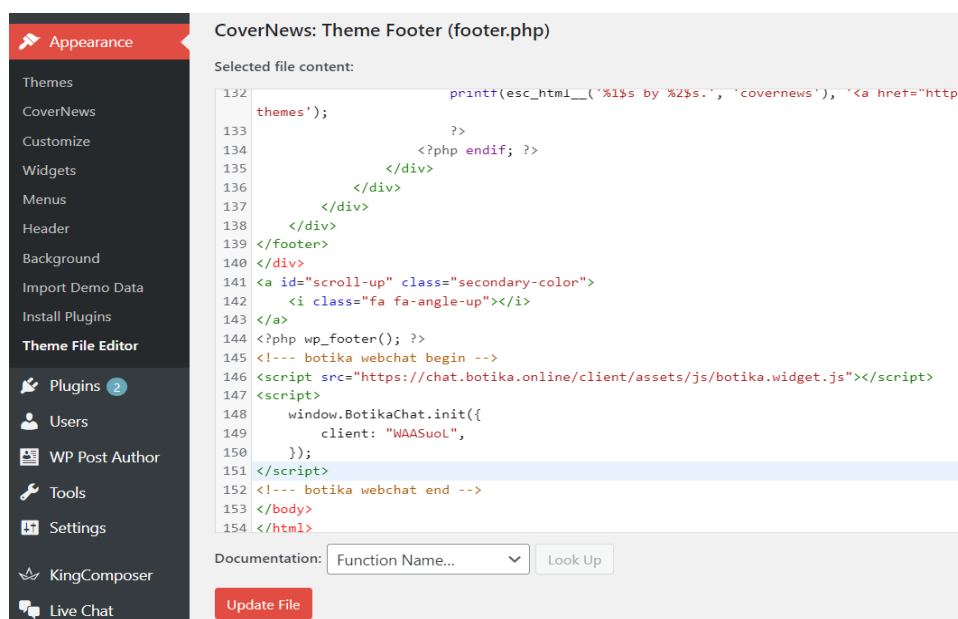 Appearance
Themes
CoverNews
Customize
Widgets
Menus
Header
Background
Import Demo Data
Install Plugins
Theme File Editor
Plugins 2
Users
WP Post Author
Tools
Settings
KingComposer
Live Chat
CoverNews: Theme Footer (footer.php)
Selected file content:
132 printf(esc_html__('%1$s by %2$s.', 'covernews'), '<a href="http
themes');
133 ?>
134 <?php endif; ?>
135 </div>
136 </div>
137 </div>
138 </div>
139 </footer>
140 </div>
141 <a id="scroll-up" class="secondary-color">
142 <i class="fa fa-angle-up"></i>
143 </a>
144 <?php wp_footer(); ?>
145 <!--- botika webchat begin -->
146 <script src="https://chat.botika.online/client/assets/js/botika.widget.js"></script>
147 <script>
148 window.BotikaChat.init({
149 client: "WAASuoL",
150 });
151 </script>
152 <!--- botika webchat end -->
153 </body>
154 </html>
Documentation: Function Name... Look Up
Update File